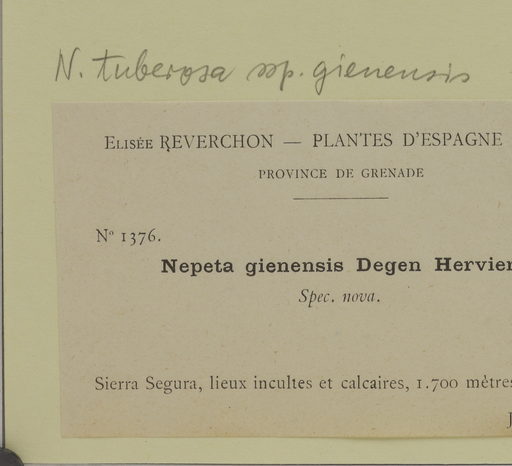 N. tuberosa ssp. gienensis
Elisée REVERCHON — PLANTES D'ESPAGNE
PROVINCE DE GRENADE
Nº 1376.
Nepeta gienensis Degen Hervier
Spec. nova.
Sierra Segura, lieux incultes et calcaires, 1.700 mètres
J